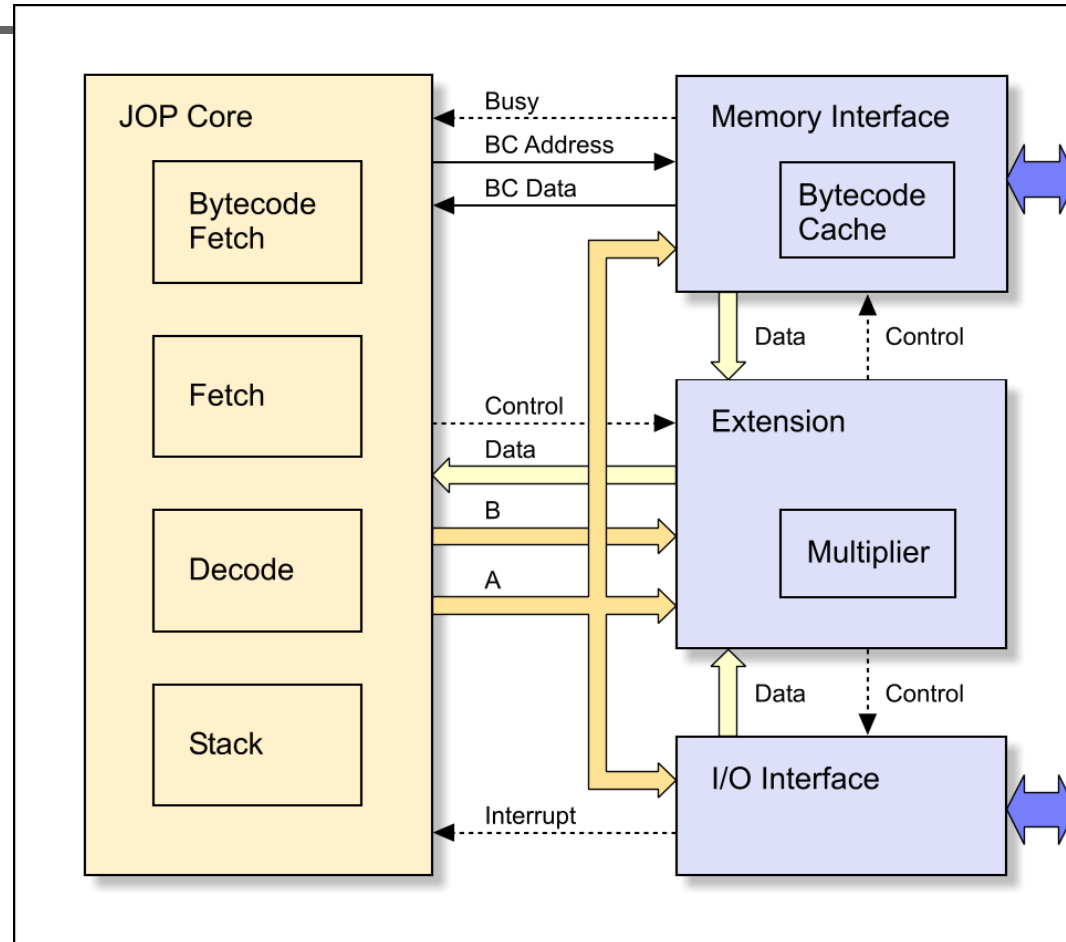 JOP Core
Bytecode
Fetch
Fetch
Decode
Stack
Busy
BC Address
BC Data
Control
Data
B
A
Interrupt
Memory Interface
Bytecode
Cache
Data
Control
Extension
Multiplier
Data
Control
I/O Interface